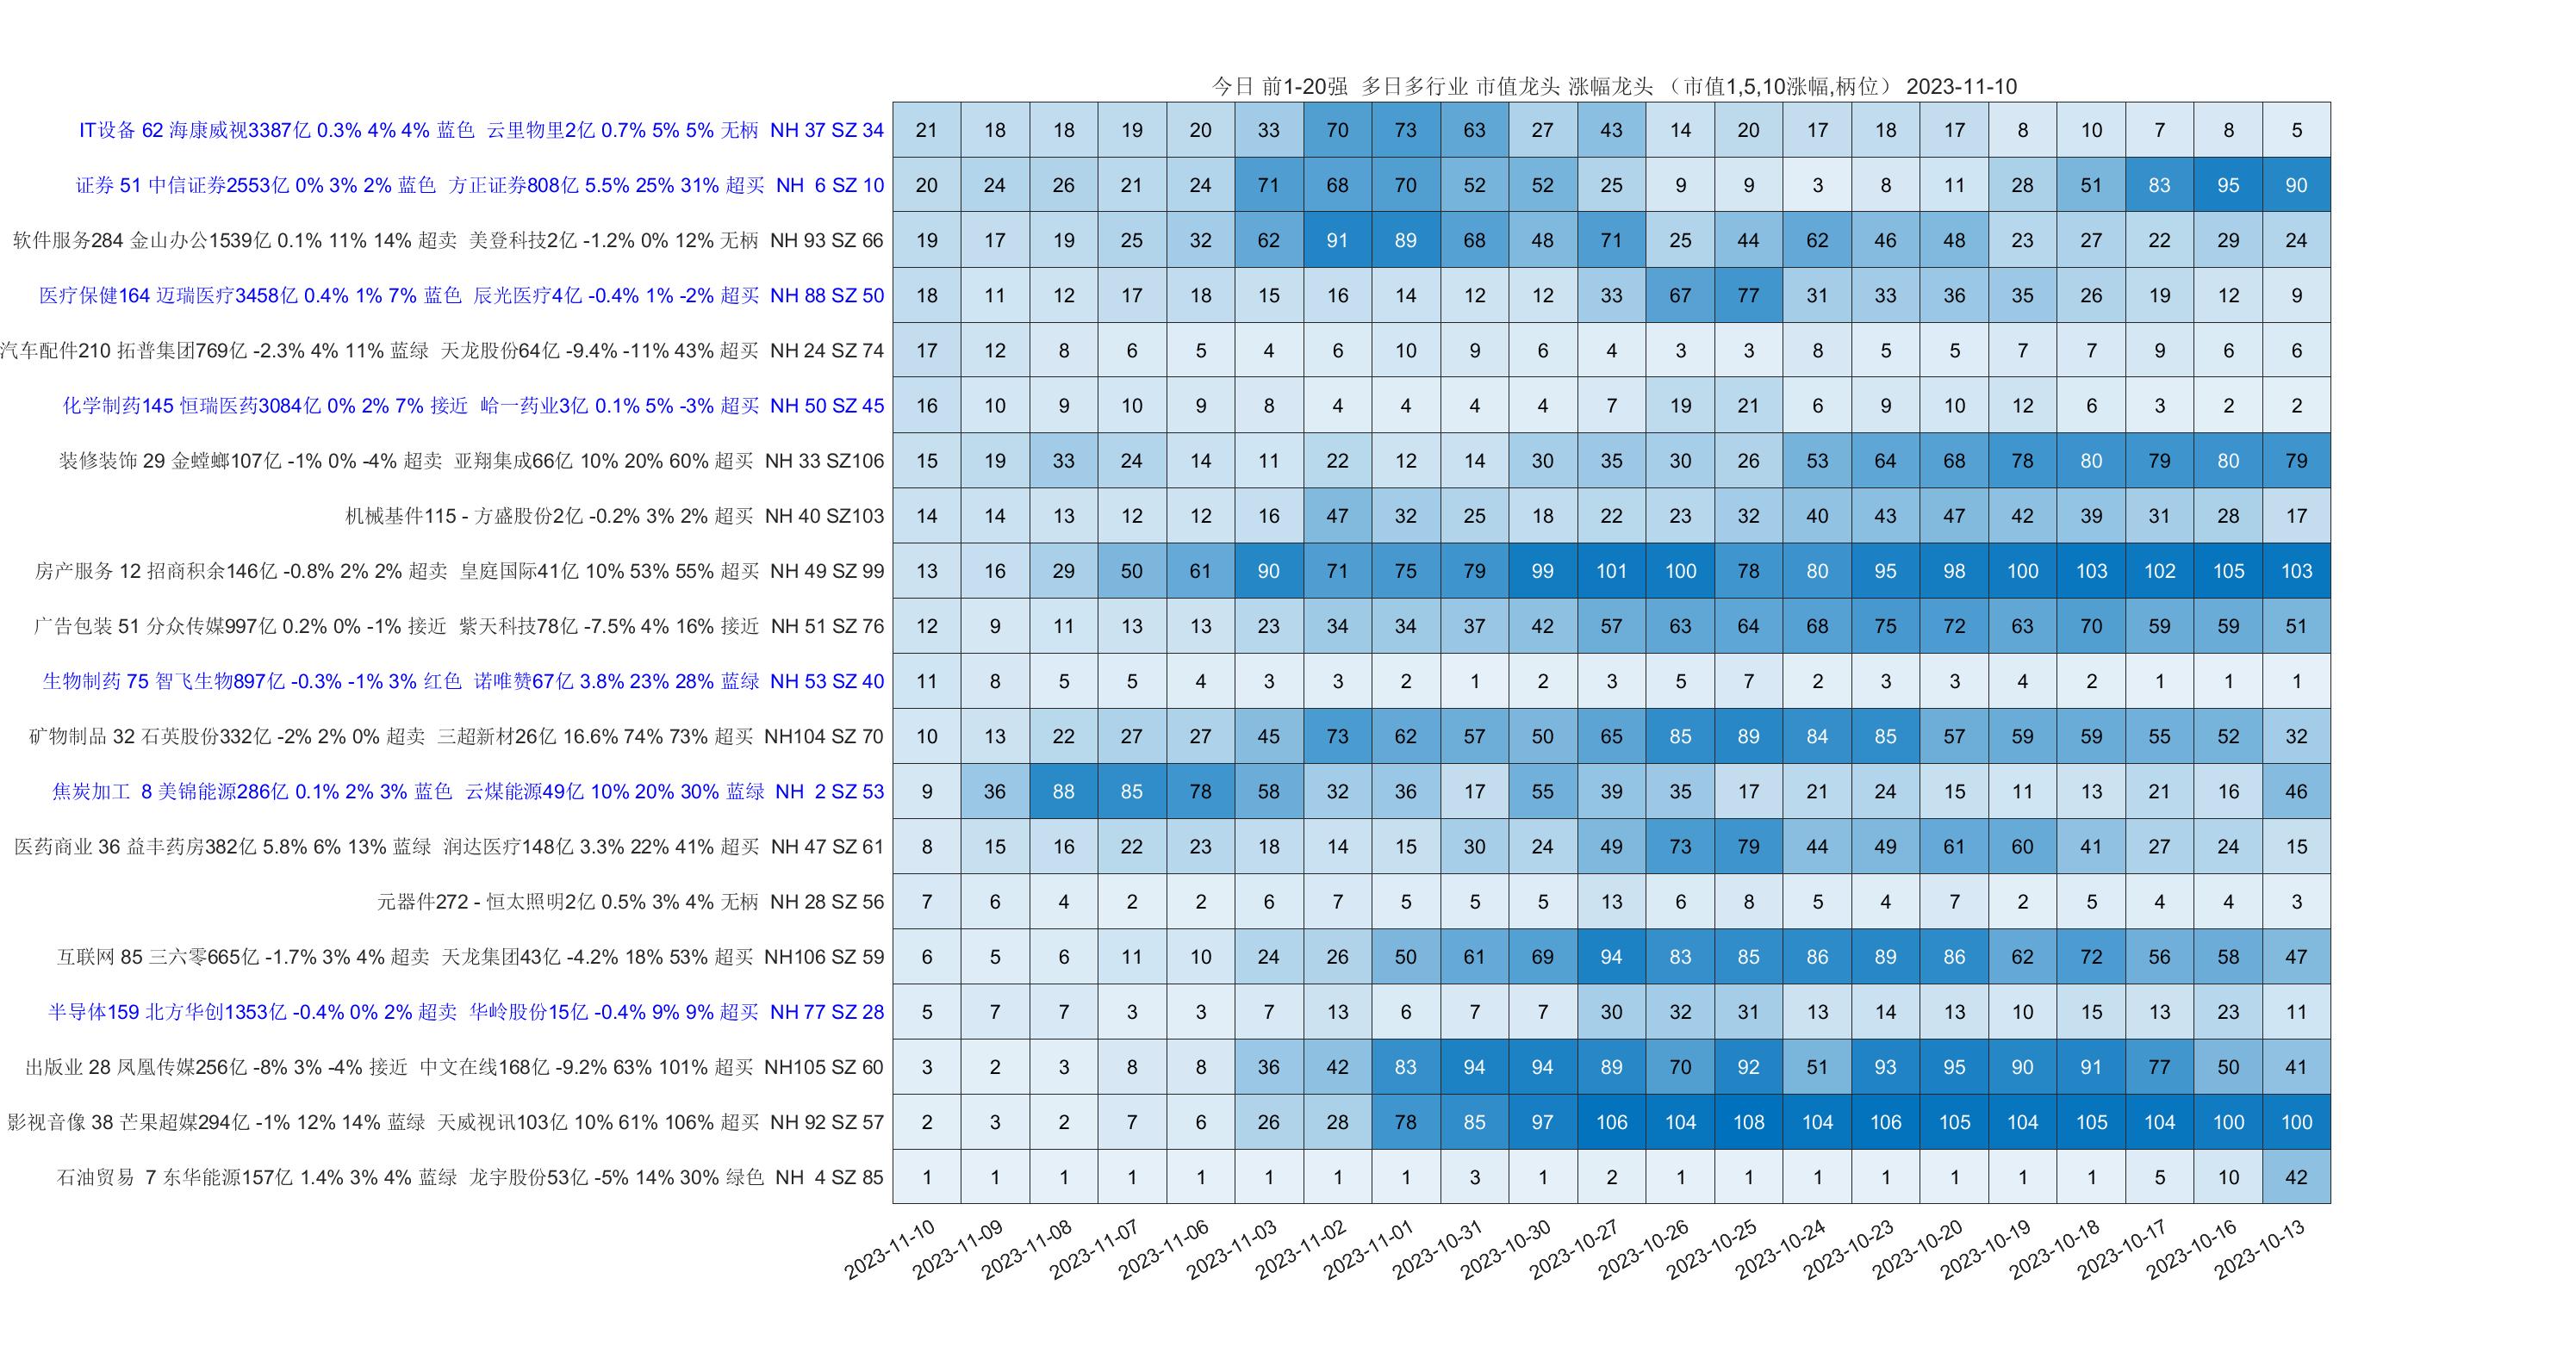 今日 前1-20强 多日多行业 市值龙头 涨幅龙头 （市值1,5,10涨幅,柄位） 2023-11-10
IT设备 62 海康威视3387亿 0.3% 4% 4% 蓝色 云里物里2亿 0.7% 5% 5% 无柄 NH 37 SZ 34 21 18 18 19 20 33 70 73 63 27 43 14 20 17 18 17 8 10 7 8 5
证券 51 中信证券2553亿 0% 3% 2% 蓝色 方正证券808亿 5.5% 25% 31% 超买 NH 6 SZ 10 20 24 26 21 24 71 68 70 52 52 25 9 9 3 8 11 28 51 83 95 90
软件服务284 金山办公1539亿 0.1% 11% 14% 超卖 美登科技2亿 -1.2% 0% 12% 无柄 NH 93 SZ 66 19 17 19 25 32 62 91 89 68 48 71 25 44 62 46 48 23 27 22 29 24
医疗保健164 迈瑞医疗3458亿 0.4% 1% 7% 蓝色 辰光医疗4亿 -0.4% 1% -2% 超买 NH 88 SZ 50 18 11 12 17 18 15 16 14 12 12 33 67 77 31 33 36 35 26 19 12 9
汽车配件210 拓普集团769亿 -2.3% 4% 11% 蓝绿 天龙股份64亿 -9.4% -11% 43% 超买 NH 24 SZ 74 17 12 8 6 5 4 6 10 9 6 4 3 3 8 5 5 7 7 9 6 6
化学制药145 恒瑞医药3084亿 0% 2% 7% 接近 峆一药业3亿 0.1% 5% -3% 超买 NH 50 SZ 45 16 10 9 10 9 8 4 4 4 4 7 19 21 6 9 10 12 6 3 2 2
装修装饰 29 金螳螂107亿 -1% 0% -4% 超卖 亚翔集成66亿 10% 20% 60% 超买 NH 33 SZ106 15 19 33 24 14 11 22 12 14 30 35 30 26 53 64 68 78 80 79 80 79
机械基件115 - 方盛股份2亿 -0.2% 3% 2% 超买 NH 40 SZ103 14 14 13 12 12 16 47 32 25 18 22 23 32 40 43 47 42 39 31 28 17
房产服务 12 招商积余146亿 -0.8% 2% 2% 超卖 皇庭国际41亿 10% 53% 55% 超买 NH 49 SZ 99 13 16 29 50 61 90 71 75 79 99 101 100 78 80 95 98 100 103 102 105 103
广告包装 51 分众传媒997亿 0.2% 0% -1% 接近 紫天科技78亿 -7.5% 4% 16% 接近 NH 51 SZ 76 12 9 11 13 13 23 34 34 37 42 57 63 64 68 75 72 63 70 59 59 51
生物制药 75 智飞生物897亿 -0.3% -1% 3% 红色 诺唯赞67亿 3.8% 23% 28% 蓝绿 NH 53 SZ 40 11 8 5 5 4 3 3 2 1 2 3 5 7 2 3 3 4 2 1 1 1
矿物制品 32 石英股份332亿 -2% 2% 0% 超卖 三超新材26亿 16.6% 74% 73% 超买 NH104 SZ 70 10 13 22 27 27 45 73 62 57 50 65 85 89 84 85 57 59 59 55 52 32
焦炭加工 8 美锦能源286亿 0.1% 2% 3% 蓝色 云煤能源49亿 10% 20% 30% 蓝绿 NH 2 SZ 53 9 36 88 85 78 58 32 36 17 55 39 35 17 21 24 15 11 13 21 16 46
医药商业 36 益丰药房382亿 5.8% 6% 13% 蓝绿 润达医疗148亿 3.3% 22% 41% 超买 NH 47 SZ 61 8 15 16 22 23 18 14 15 30 24 49 73 79 44 49 61 60 41 27 24 15
元器件272 - 恒太照明2亿 0.5% 3% 4% 无柄 NH 28 SZ 56 7 6 4 2 2 6 7 5 5 5 13 6 8 5 4 7 2 5 4 4 3
互联网 85 三六零665亿 -1.7% 3% 4% 超卖 天龙集团43亿 -4.2% 18% 53% 超买 NH106 SZ 59 6 5 6 11 10 24 26 50 61 69 94 83 85 86 89 86 62 72 56 58 47
半导体159 北方华创1353亿 -0.4% 0% 2% 超卖 华岭股份15亿 -0.4% 9% 9% 超买 NH 77 SZ 28 5 7 7 3 3 7 13 6 7 7 30 32 31 13 14 13 10 15 13 23 11
出版业 28 凤凰传媒256亿 -8% 3% -4% 接近 中文在线168亿 -9.2% 63% 101% 超买 NH105 SZ 60 3 2 3 8 8 36 42 83 94 94 89 70 92 51 93 95 90 91 77 50 41
影视音像 38 芒果超媒294亿 -1% 12% 14% 蓝绿 天威视讯103亿 10% 61% 106% 超买 NH 92 SZ 57 2 3 2 7 6 26 28 78 85 97 106 104 108 104 106 105 104 105 104 100 100
石油贸易 7 东华能源157亿 1.4% 3% 4% 蓝绿 龙宇股份53亿 -5% 14% 30% 绿色 NH 4 SZ 85 1 1 1 1 1 1 1 1 3 1 2 1 1 1 1 1 1 1 5 10 42
2023-11-10 2023-11-09 2023-11-08 2023-11-07 2023-11-06 2023-11-03 2023-11-02 2023-11-01 2023-10-31 2023-10-30 2023-10-27 2023-10-26 2023-10-25 2023-10-24 2023-10-23 2023-10-20 2023-10-19 2023-10-18 2023-10-17 2023-10-16 2023-10-13